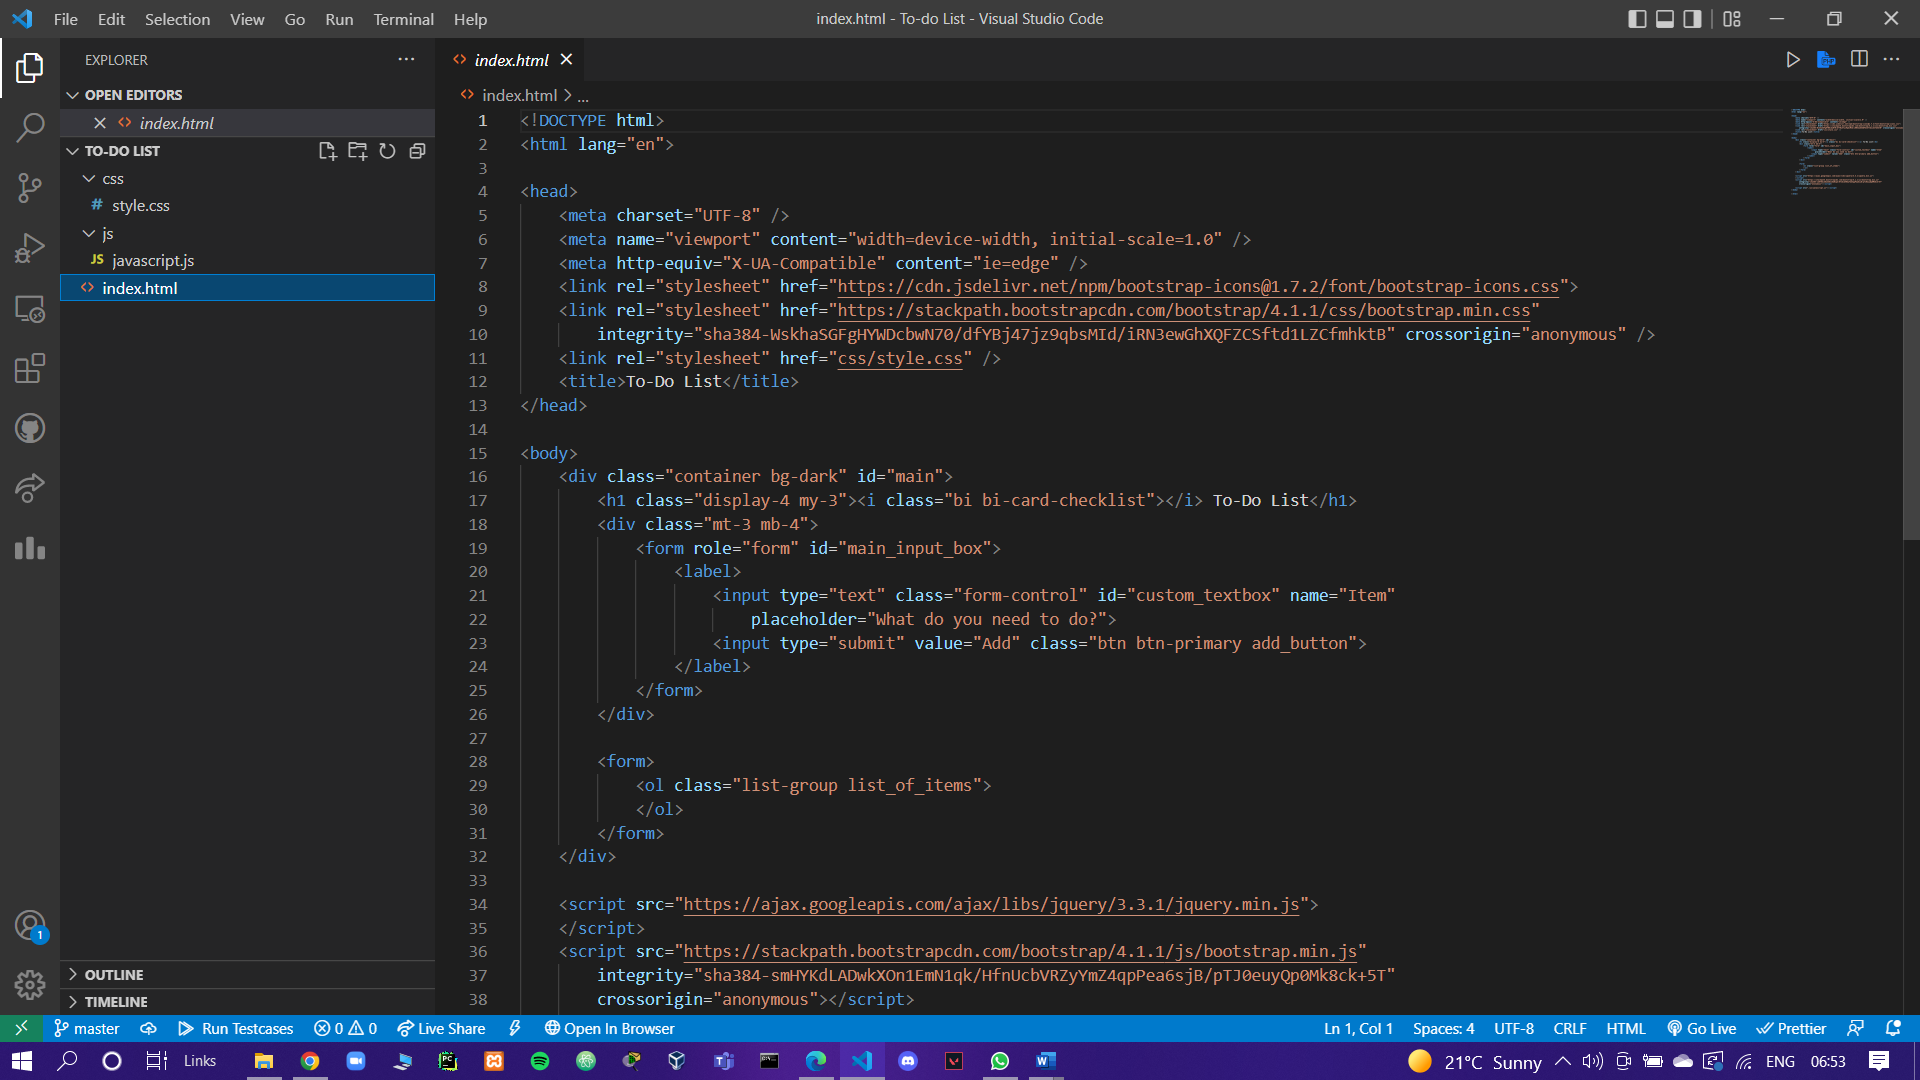 File Edit Selection View Go Run Terminal Help
index.html - To-do List - Visual Studio Code
EXPLORER
OPEN EDITORS
index.html
TO-DO LIST
css
# style.css
js
JS javascript.js
index.html
OUTLINE
TIMELINE
index.html
index.html > ...
1 <!DOCTYPE html>
2 <html lang="en">
3
4 <head>
5 <meta charset="UTF-8" />
6 <meta name="viewport" content="width=device-width, initial-scale=1.0" />
7 <meta http-equiv="X-UA-Compatible" content="ie=edge" />
8 <link rel="stylesheet" href="https://cdn.jsdelivr.net/npm/bootstrap-icons@1.7.2/font/bootstrap-icons.css">
9 <link rel="stylesheet" href="https://stackpath.bootstrapcdn.com/bootstrap/4.1.1/css/bootstrap.min.css"
10 integrity="sha384-WskhaSGFgHYWDcbwN70/dfYBj47jz9qbsMId/iRN3ewGhXQFZCSftd1LZCfmhktB" crossorigin="anonymous" />
11 <link rel="stylesheet" href="css/style.css" />
12 <title>To-Do List</title>
13 </head>
14
15 <body>
16 <div class="container bg-dark" id="main">
17 <h1 class="display-4 my-3"><i class="bi bi-card-checklist"></i> To-Do List</h1>
18 <div class="mt-3 mb-4">
19 <form role="form" id="main_input_box">
20 <label>
21 <input type="text" class="form-control" id="custom_textbox" name="Item"
22 placeholder="What do you need to do?">
23 <input type="submit" value="Add" class="btn btn-primary add_button">
24 </label>
25 </form>
26 </div>
27
28 <form>
29 <ol class="list-group list_of_items">
30 </ol>
31 </form>
32 </div>
33
34 <script src="https://ajax.googleapis.com/ajax/libs/jquery/3.3.1/jquery.min.js">
35 </script>
36 <script src="https://stackpath.bootstrapcdn.com/bootstrap/4.1.1/js/bootstrap.min.js"
37 integrity="sha384-smHYKdLADwkXOn1EmN1qk/HfnUcbVRZyYmZ4qpPea6sjB/pTJ0euyQp0Mk8ck+5T"
38 crossorigin="anonymous"></script>
1
master Run Testcases 0 0 Live Share Open In Browser Ln 1, Col 1 Spaces: 4 UTF-8 CRLF HTML Go Live Prettier
Links 21°C Sunny ENG 06:53